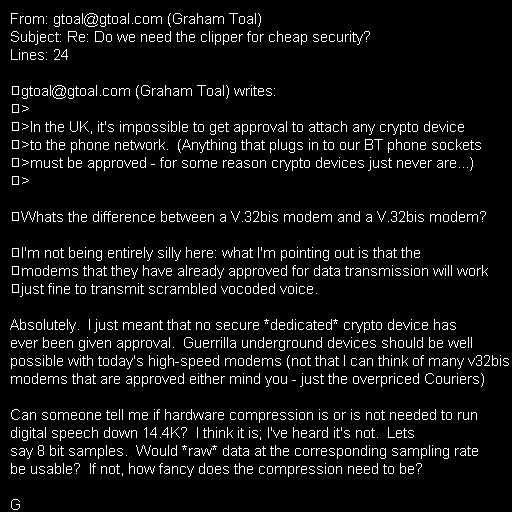 From: gtoal@gtoal.com (Graham Toal)
Subject: Re: Do we need the clipper for cheap security?
Lines: 24

gtoal@gtoal.com (Graham Toal) writes:
>
>In the UK, it's impossible to get approval to attach any crypto device
>to the phone network.  (Anything that plugs in to our BT phone sockets
>must be approved - for some reason crypto devices just never are...)
>

Whats the difference between a V.32bis modem and a V.32bis modem?

I'm not being entirely silly here: what I'm pointing out is that the
modems that they have already approved for data transmission will work
just fine to transmit scrambled vocoded voice.

Absolutely.  I just meant that no secure *dedicated* crypto device has
ever been given approval.  Guerrilla underground devices should be well
possible with today's high-speed modems (not that I can think of many v32bis
modems that are approved either mind you - just the overpriced Couriers)

Can someone tell me if hardware compression is or is not needed to run
digital speech down 14.4K?  I think it is; I've heard it's not.  Lets
say 8 bit samples.  Would *raw* data at the corresponding sampling rate
be usable?  If not, how fancy does the compression need to be?

G